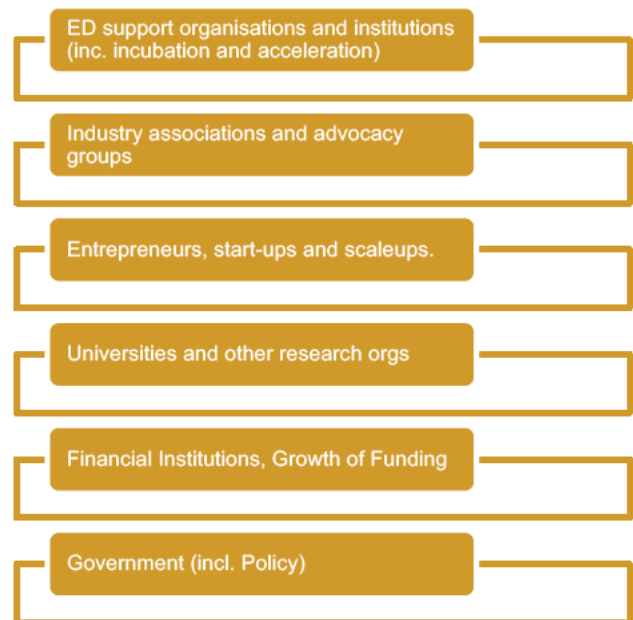 ED support organisations and institutions
(inc. incubation and acceleration)
Industry associations and advocacy
groups
Entrepreneurs, start-ups and scaleups.
Universities and other research orgs
Financial Institutions, Growth of Funding
Government (incl. Policy)